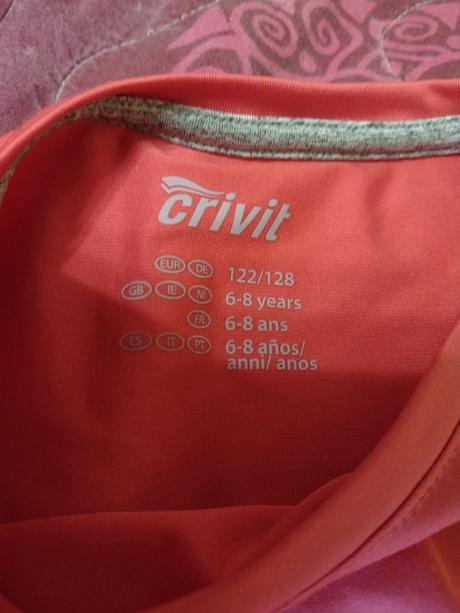 crivit
EUR DE 122/128
GB IE NI 6-8 years
FR 6-8 ans
ES IT PT 6-8 años/
anni/ anos